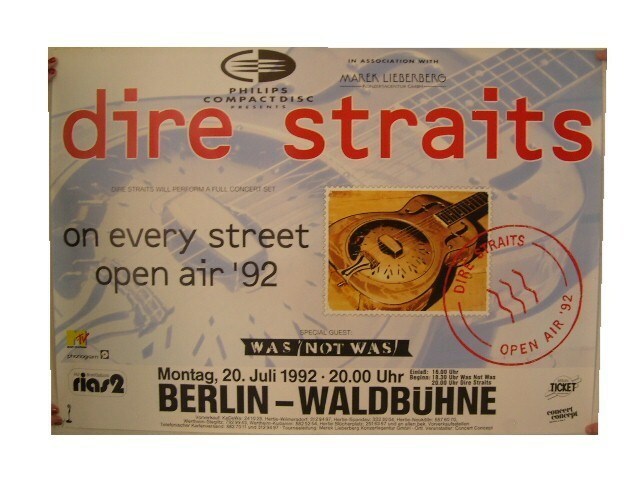 PHILIPS
COMPACT DISC
PRESENTS
IN ASSOCIATION WITH
MAREK LIEBERBERG
dire straits
DIRE STRAITS WILL PERFORM A FULL CONCERT SET
on every street
open air '92
DIRE STRAITS
OPEN AIR '92
SPECIAL GUEST:
WAS (NOT WAS)
MTV
phonogram
rias2
Montag, 20. Juli 1992 · 20.00 Uhr
Einlaß: 16.00 Uhr
Beginn: 18.30 Uhr Was Not Was
20.00 Uhr Dire Straits
BERLIN – WALDBÜHNE
TICKET
concert
concept